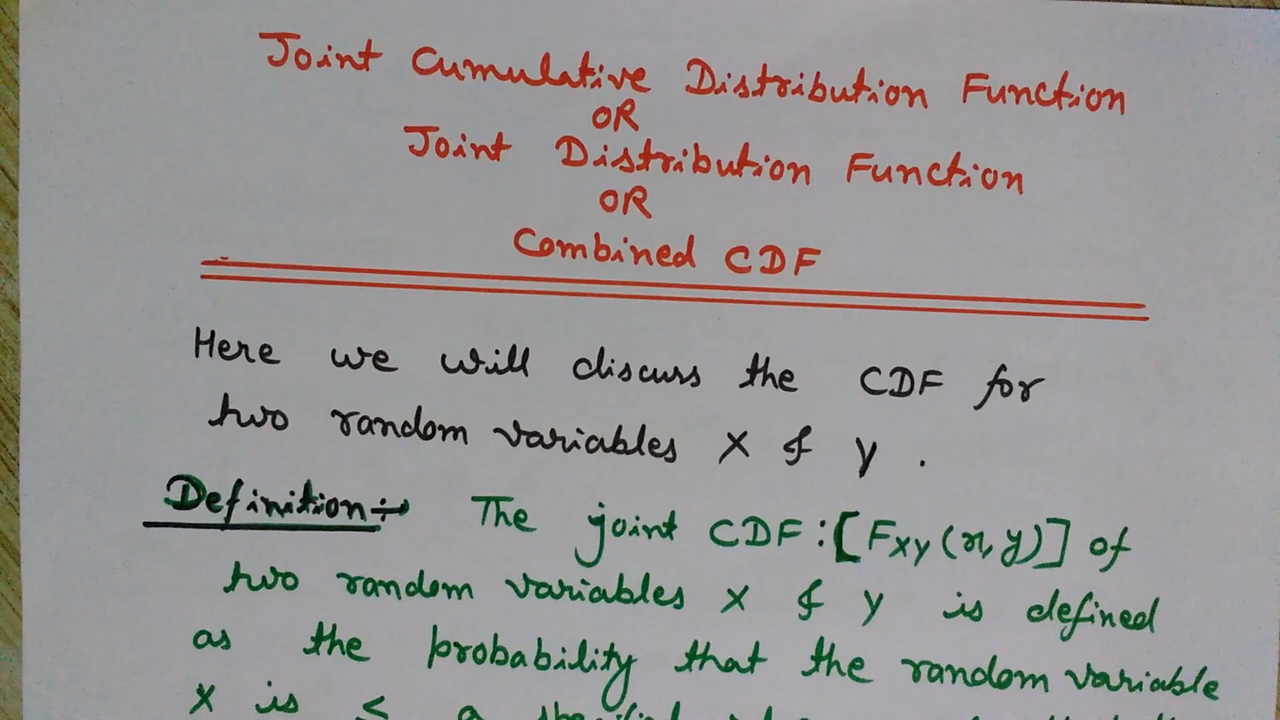 Joint Cumulative Distribution Function
OR
Joint Distribution Function
OR
Combined CDF
Here we will discuss the CDF for
two random variables X & Y .
Definition:→ The joint CDF:[F_XY (x, y)] of
two random variables X & Y is defined
as the probability that the random variable
X is ≤ a